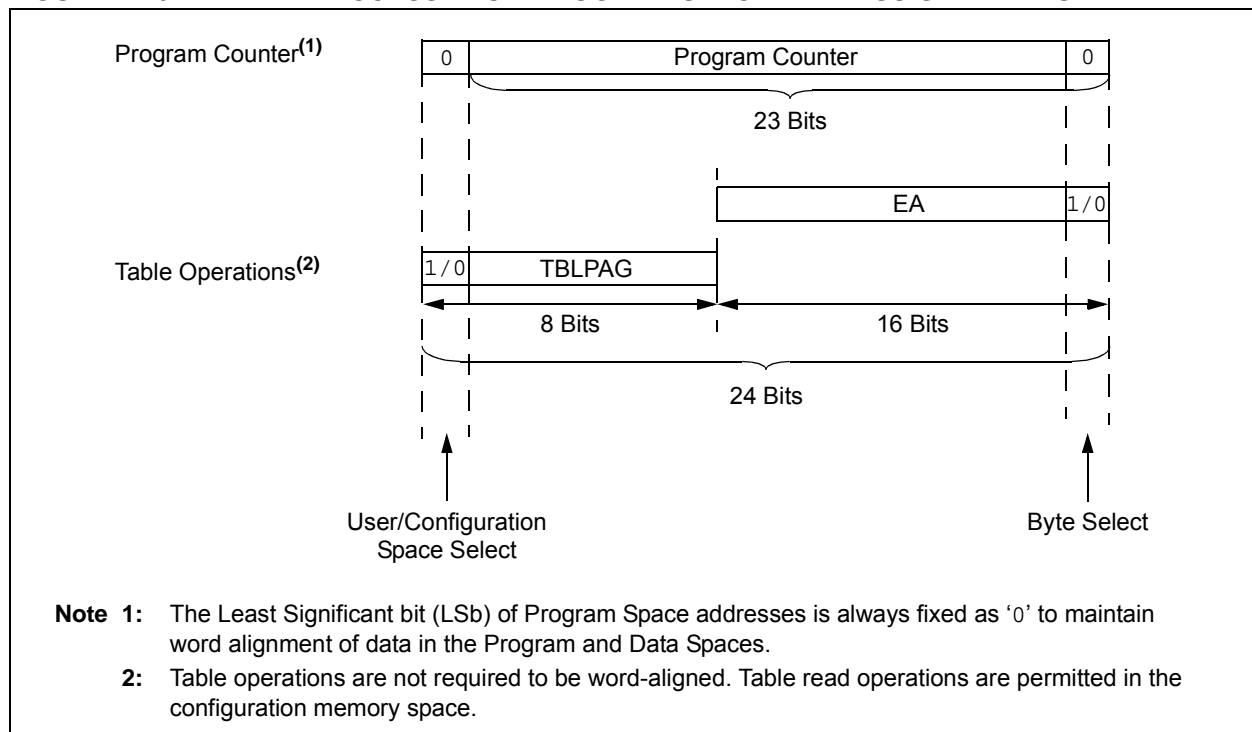 Program Counter(1)
0 Program Counter 0
23 Bits
EA 1/0
Table Operations(2)
1/0 TBLPAG
8 Bits 16 Bits
24 Bits
User/Configuration
Space Select
Byte Select
Note 1: The Least Significant bit (LSb) of Program Space addresses is always fixed as ‘0’ to maintain
word alignment of data in the Program and Data Spaces.
2: Table operations are not required to be word-aligned. Table read operations are permitted in the
configuration memory space.